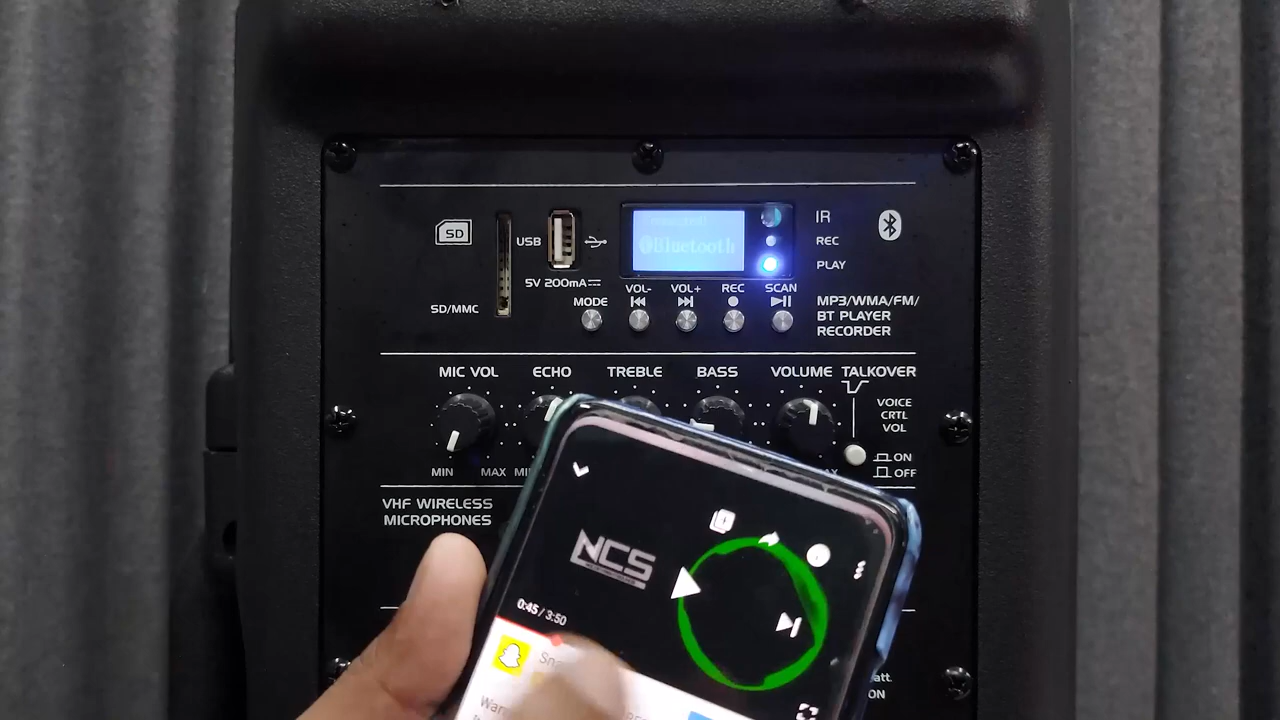 SD
SD/MMC
USB
5V 200mA
Bluetooth
IR
REC
PLAY
MODE
VOL-
VOL+
REC
SCAN
MP3/WMA/FM/
BT PLAYER
RECORDER
MIC VOL
ECHO
TREBLE
BASS
VOLUME
TALKOVER
VOICE
CRTL
VOL
ON
OFF
MIN
MAX
VHF WIRELESS
MICROPHONES
NCS
0:45 / 3:50
ON